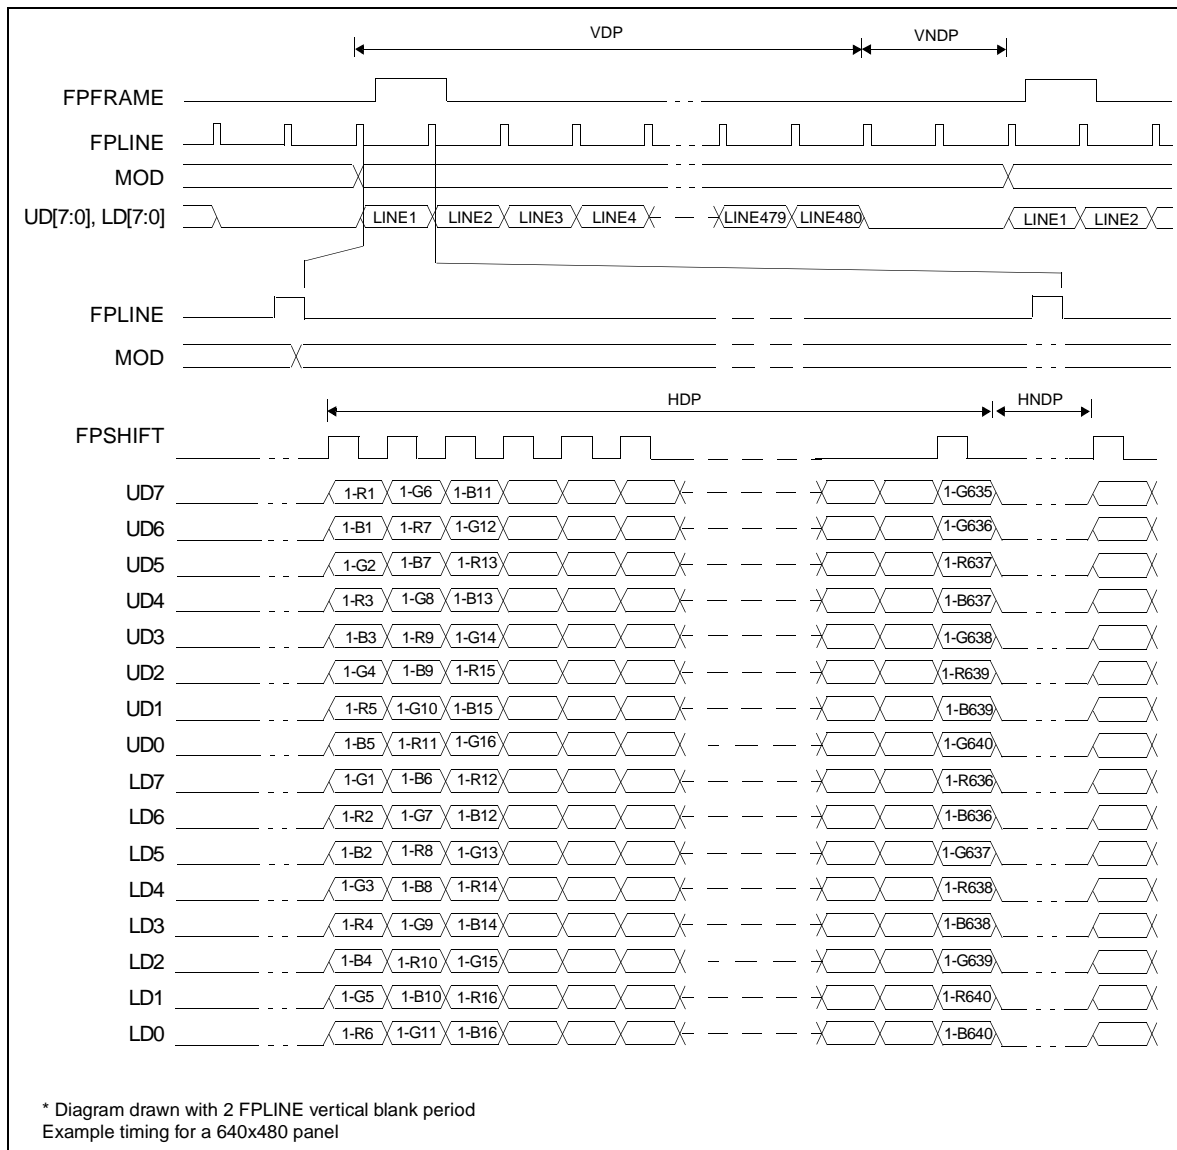 VDP VNDP
FPFRAME
FPLINE
MOD
UD[7:0], LD[7:0] LINE1 LINE2 LINE3 LINE4 LINE479 LINE480 LINE1 LINE2
FPLINE
MOD
HDP HNDP
FPSHIFT
UD7 1-R1 1-G6 1-B11 1-G635
UD6 1-B1 1-R7 1-G12 1-G636
UD5 1-G2 1-B7 1-R13 1-R637
UD4 1-R3 1-G8 1-B13 1-B637
UD3 1-B3 1-R9 1-G14 1-G638
UD2 1-G4 1-B9 1-R15 1-R639
UD1 1-R5 1-G10 1-B15 1-B639
UD0 1-B5 1-R11 1-G16 1-G640
LD7 1-G1 1-B6 1-R12 1-R636
LD6 1-R2 1-G7 1-B12 1-B636
LD5 1-B2 1-R8 1-G13 1-G637
LD4 1-G3 1-B8 1-R14 1-R638
LD3 1-R4 1-G9 1-B14 1-B638
LD2 1-B4 1-R10 1-G15 1-G639
LD1 1-G5 1-B10 1-R16 1-R640
LD0 1-R6 1-G11 1-B16 1-B640
* Diagram drawn with 2 FPLINE vertical blank period
Example timing for a 640x480 panel